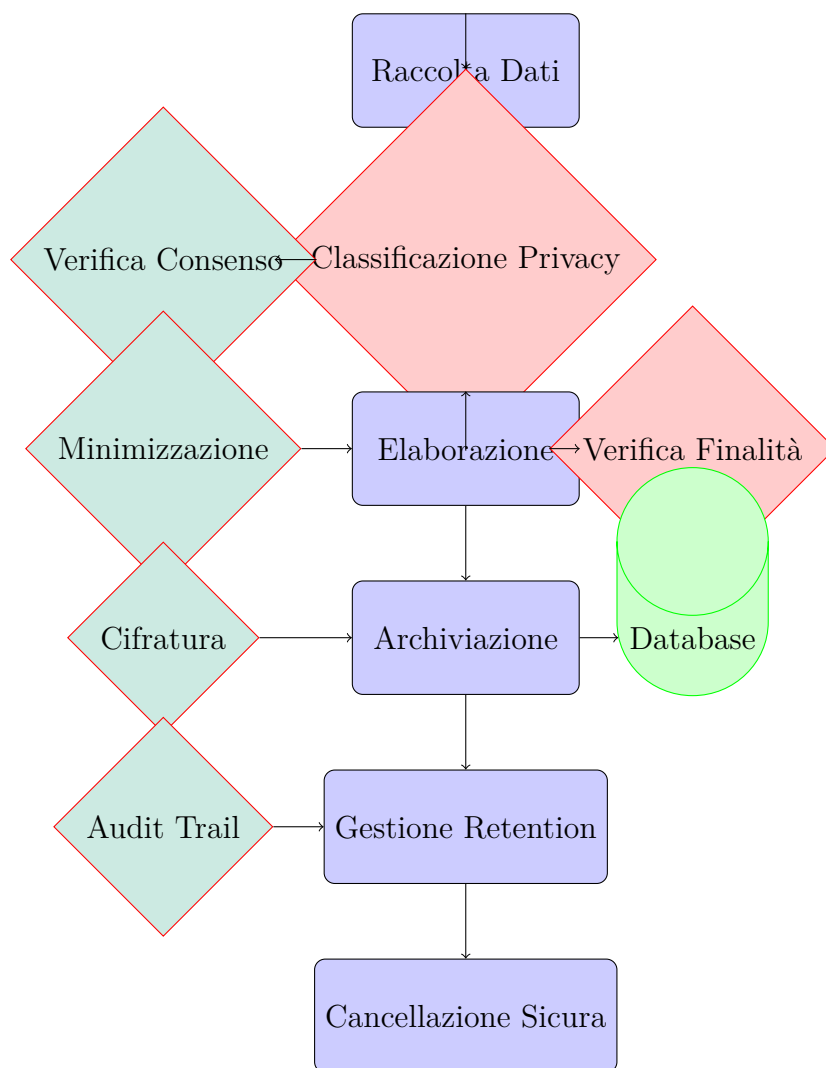 Raccolta Dati
Verifica Consenso
Classificazione Privacy
Minimizzazione
Elaborazione
Verifica Finalità
Cifratura
Archiviazione
Database
Audit Trail
Gestione Retention
Cancellazione Sicura